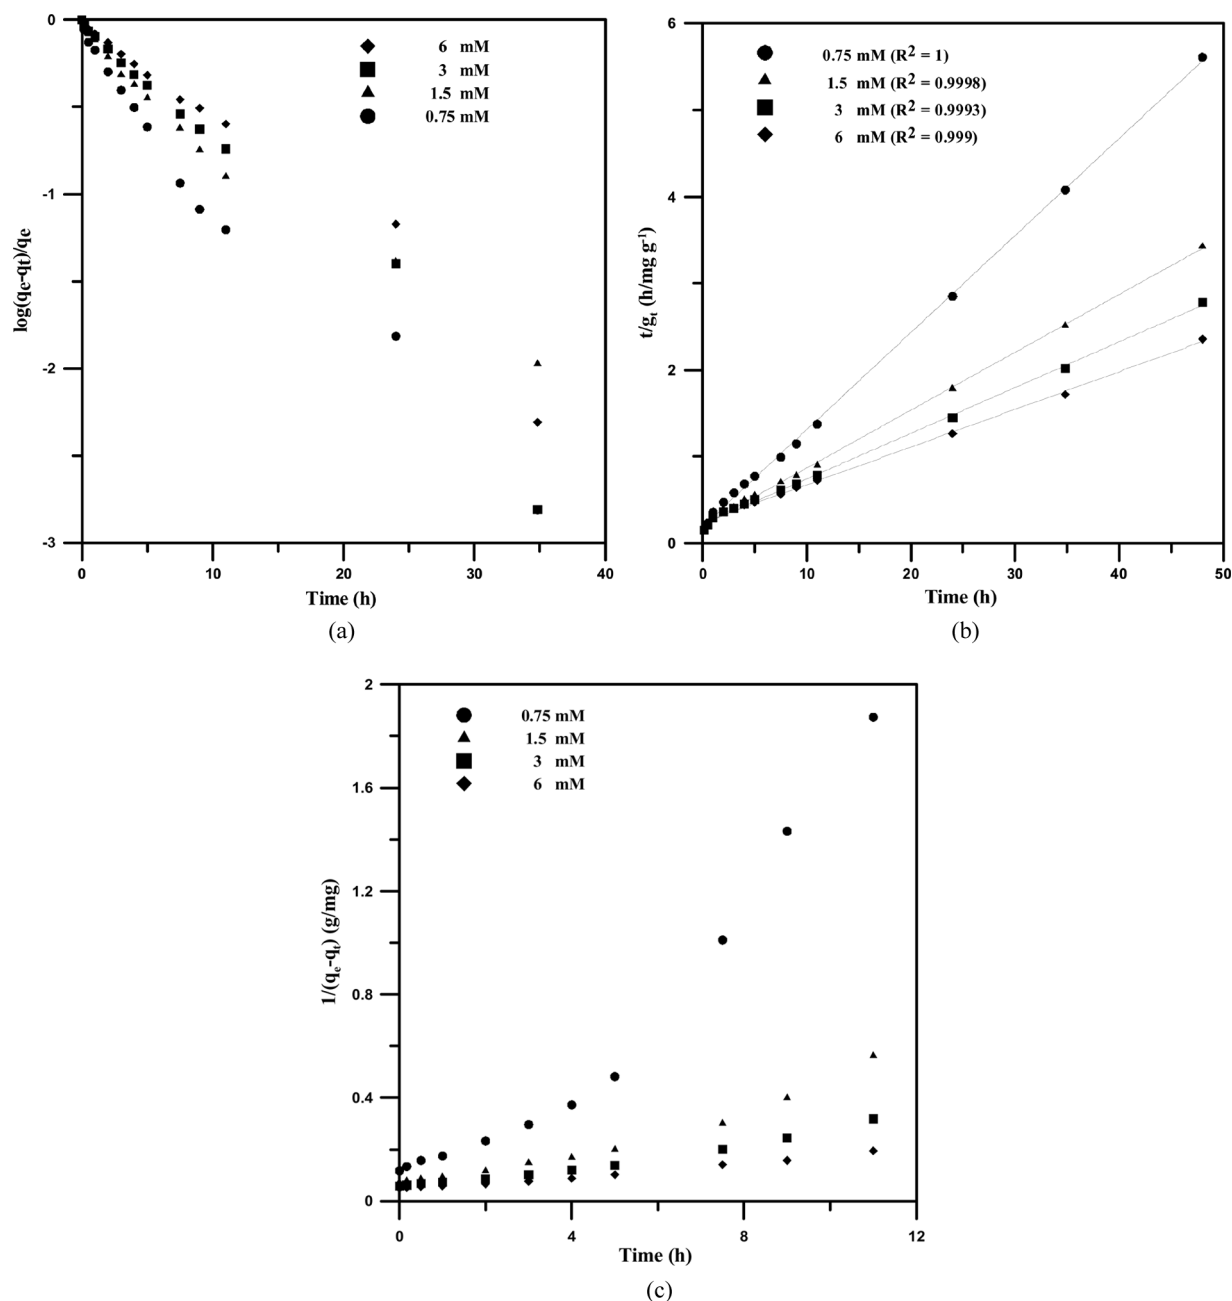 0
-1
-2
-3
0
10
20
30
40
log(qe-qt)/qe
Time (h)
6 mM
3 mM
1.5 mM
0.75 mM
(a)
6
4
2
0
0
10
20
30
40
50
t/gt (h/mg g-1)
Time (h)
0.75 mM (R2 = 1)
1.5 mM (R2 = 0.9998)
3 mM (R2 = 0.9993)
6 mM (R2 = 0.999)
(b)
2
1.6
1.2
0.8
0.4
0
0
4
8
12
1/(qe-qt) (g/mg)
Time (h)
0.75 mM
1.5 mM
3 mM
6 mM
(c)